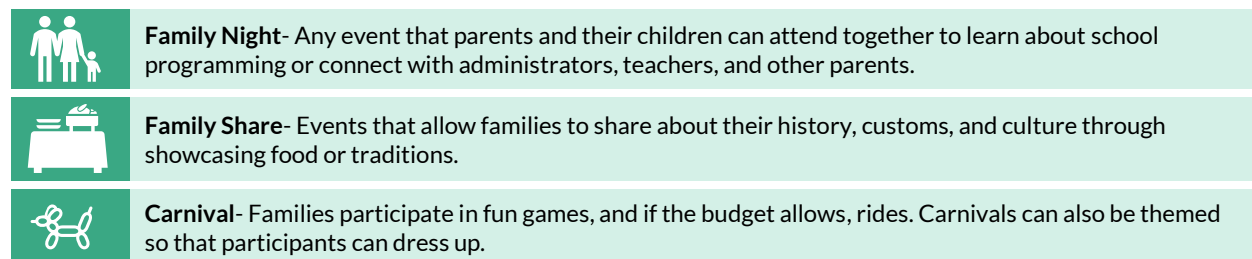 Family Night- Any event that parents and their children can attend together to learn about school
programming or connect with administrators, teachers, and other parents.
Family Share- Events that allow families to share about their history, customs, and culture through
showcasing food or traditions.
Carnival- Families participate in fun games, and if the budget allows, rides. Carnivals can also be themed
so that participants can dress up.